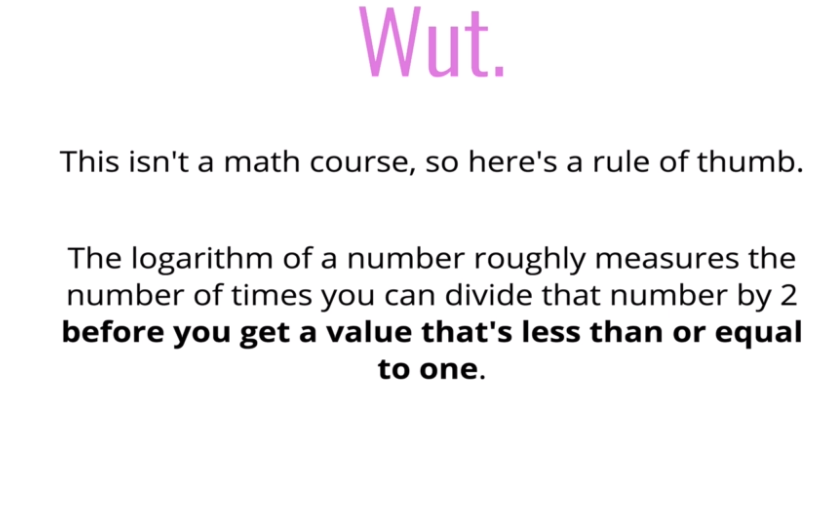 Wut.
This isn't a math course, so here's a rule of thumb.
The logarithm of a number roughly measures the
number of times you can divide that number by 2
before you get a value that's less than or equal
to one.